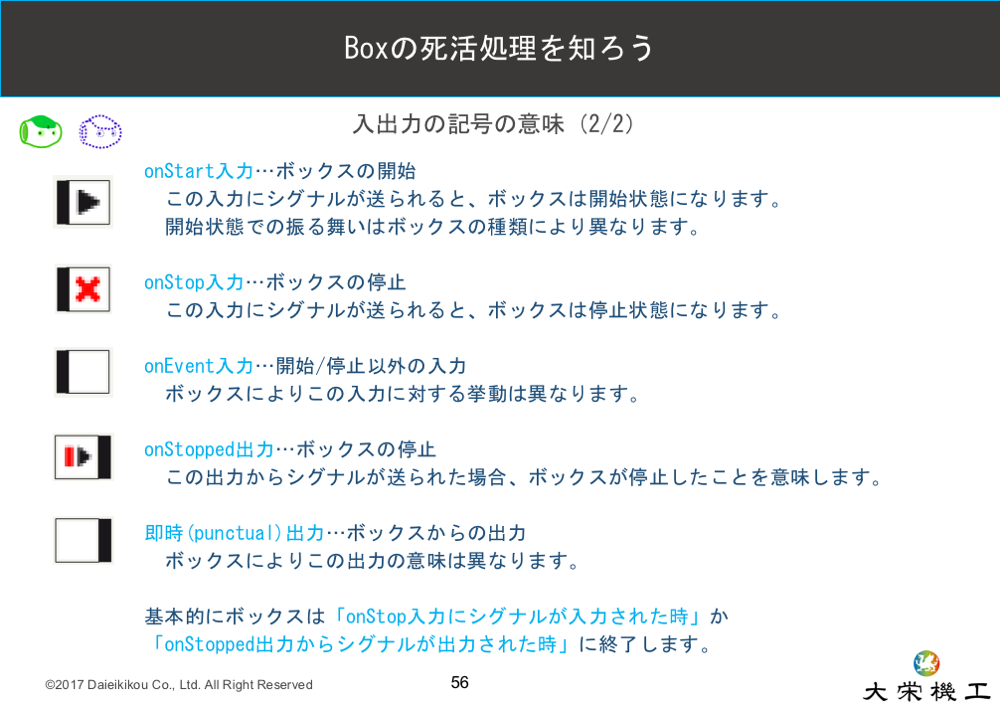 Boxの死活処理を知ろう
入出力の記号の意味（2/2）
onStart入力…ボックスの開始
この入力にシグナルが送られると、ボックスは開始状態になります。
開始状態での振る舞いはボックスの種類により異なります。
onStop入力…ボックスの停止
この入力にシグナルが送られると、ボックスは停止状態になります。
onEvent入力…開始/停止以外の入力
ボックスによりこの入力に対する挙動は異なります。
onStopped出力…ボックスの停止
この出力からシグナルが送られた場合、ボックスが停止したことを意味します。
即時(punctual)出力…ボックスからの出力
ボックスによりこの出力の意味は異なります。
基本的にボックスは「onStop入力にシグナルが入力された時」か
「onStopped出力からシグナルが出力された時」に終了します。
©2017 Daieikikou Co., Ltd. All Right Reserved
56
大栄機工